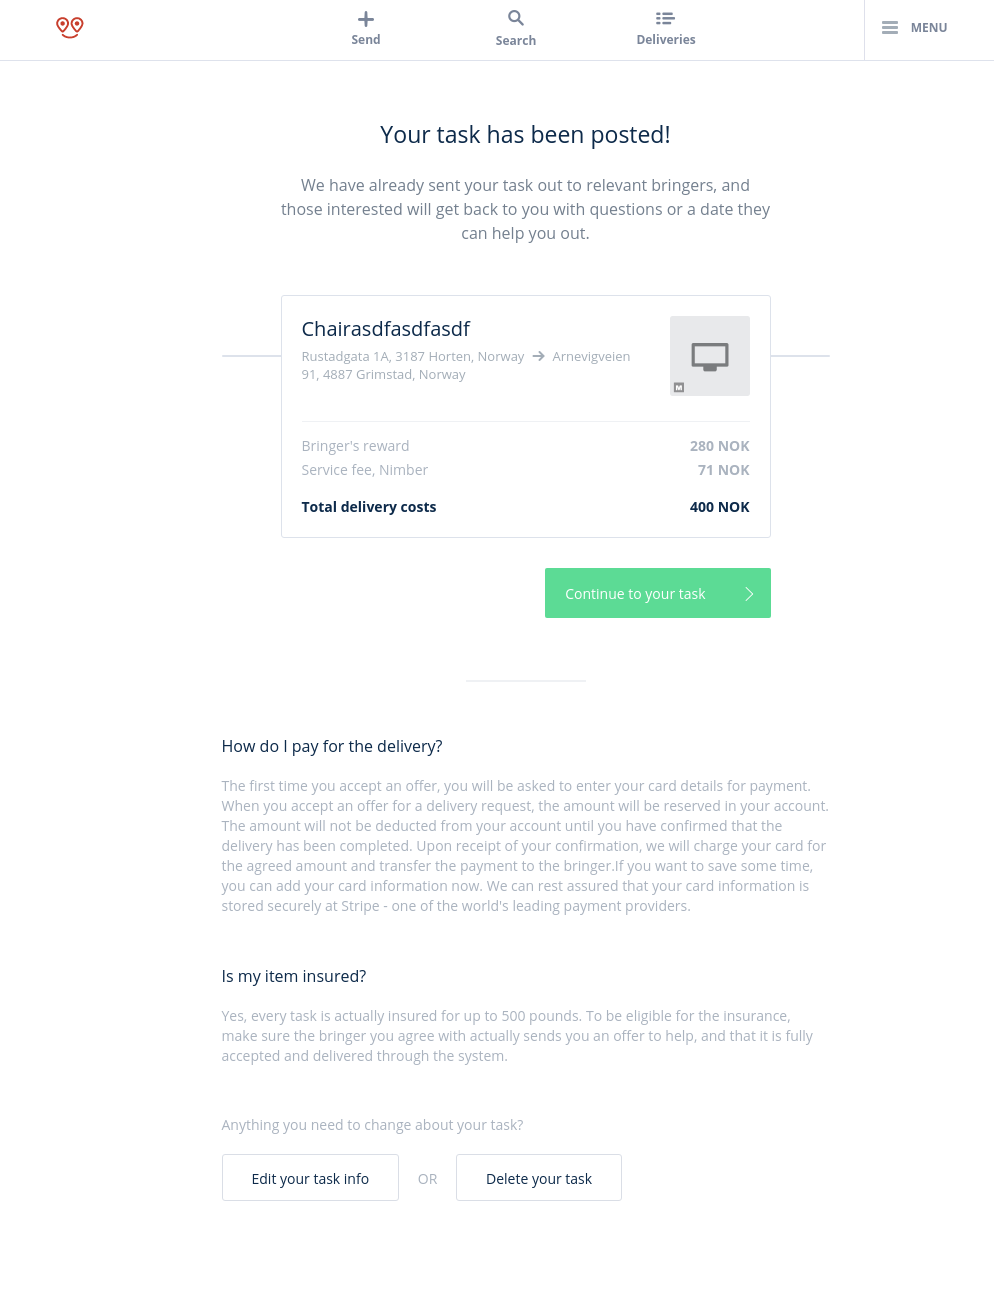 Send
Search
Deliveries
MENU
Your task has been posted!
We have already sent your task out to relevant bringers, and
those interested will get back to you with questions or a date they
can help you out.
Chairasdfasdfasdf
Rustadgata 1A, 3187 Horten, Norway → Arnevigveien
91, 4887 Grimstad, Norway
M
Bringer's reward 280 NOK
Service fee, Nimber 71 NOK
Total delivery costs 400 NOK
Continue to your task
How do I pay for the delivery?
The first time you accept an offer, you will be asked to enter your card details for payment.
When you accept an offer for a delivery request, the amount will be reserved in your account.
The amount will not be deducted from your account until you have confirmed that the
delivery has been completed. Upon receipt of your confirmation, we will charge your card for
the agreed amount and transfer the payment to the bringer.If you want to save some time,
you can add your card information now. We can rest assured that your card information is
stored securely at Stripe - one of the world's leading payment providers.
Is my item insured?
Yes, every task is actually insured for up to 500 pounds. To be eligible for the insurance,
make sure the bringer you agree with actually sends you an offer to help, and that it is fully
accepted and delivered through the system.
Anything you need to change about your task?
Edit your task info OR Delete your task